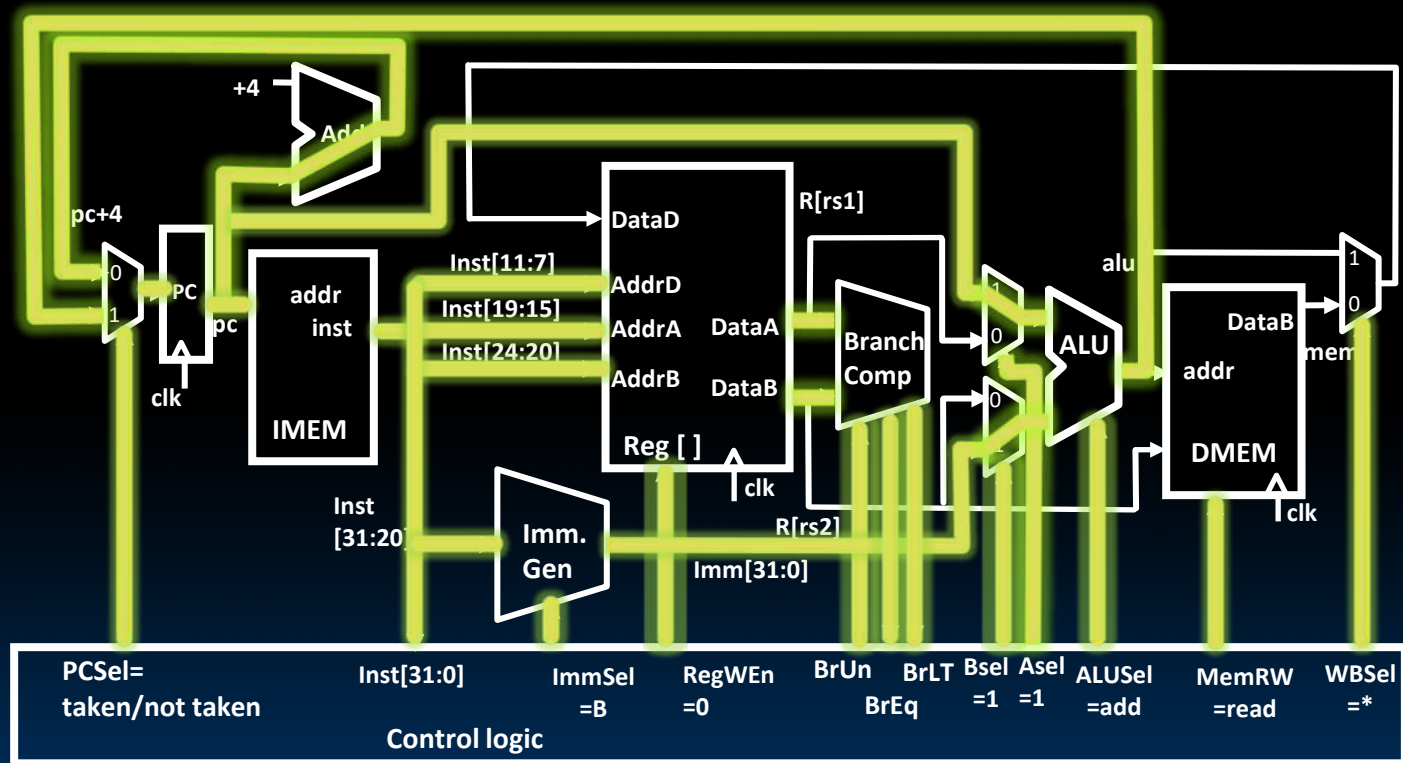 +4
Add
pc+4
0
1
PC
pc
clk
addr
inst
IMEM
Inst[11:7]
Inst[19:15]
Inst[24:20]
Inst
[31:20]
DataD
AddrD
AddrA
AddrB
DataA
DataB
Reg [ ]
clk
Imm.
Gen
R[rs1]
R[rs2]
Imm[31:0]
Branch
Comp
1
0
0
1
ALU
alu
addr
DataB
DMEM
clk
mem
1
0
PCSel=
taken/not taken
Inst[31:0]
ImmSel
=B
RegWEn
=0
BrUn
BrEq
BrLT
Bsel
=1
Asel
=1
ALUSel
=add
MemRW
=read
WBSel
=*
Control logic